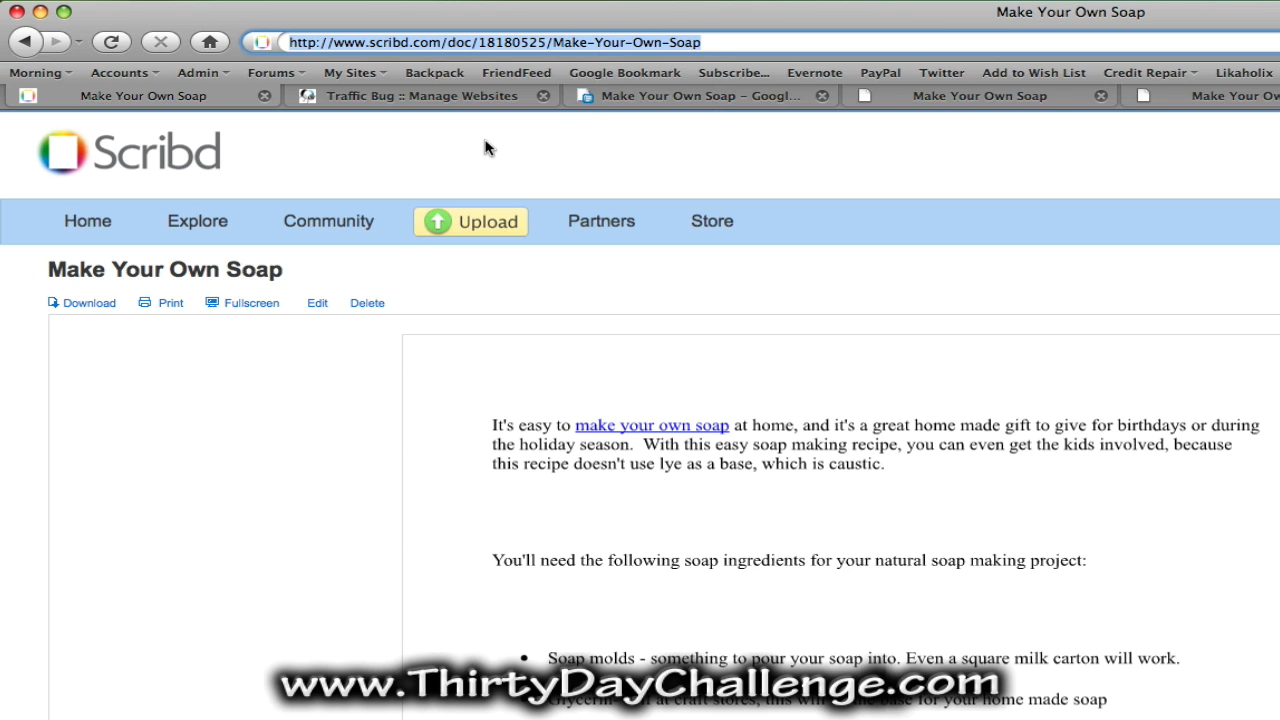 Make Your Own Soap
http://www.scribd.com/doc/18180525/Make-Your-Own-Soap
Morning Accounts Admin Forums My Sites Backpack FriendFeed Google Bookmark Subscribe... Evernote PayPal Twitter Add to Wish List Credit Repair Likaholix
Make Your Own Soap Traffic Bug :: Manage Websites Make Your Own Soap - Googl... Make Your Own Soap Make Your Ow
Scribd
Home Explore Community Upload Partners Store
Make Your Own Soap
Download Print Fullscreen Edit Delete
It's easy to make your own soap at home, and it's a great home made gift to give for birthdays or during
the holiday season. With this easy soap making recipe, you can even get the kids involved, because
this recipe doesn't use lye as a base, which is caustic.
You'll need the following soap ingredients for your natural soap making project:
• Soap molds - something to pour your soap into. Even a square milk carton will work.
www.ThirtyDayChallenge.com
at craft stores, this will home made soap